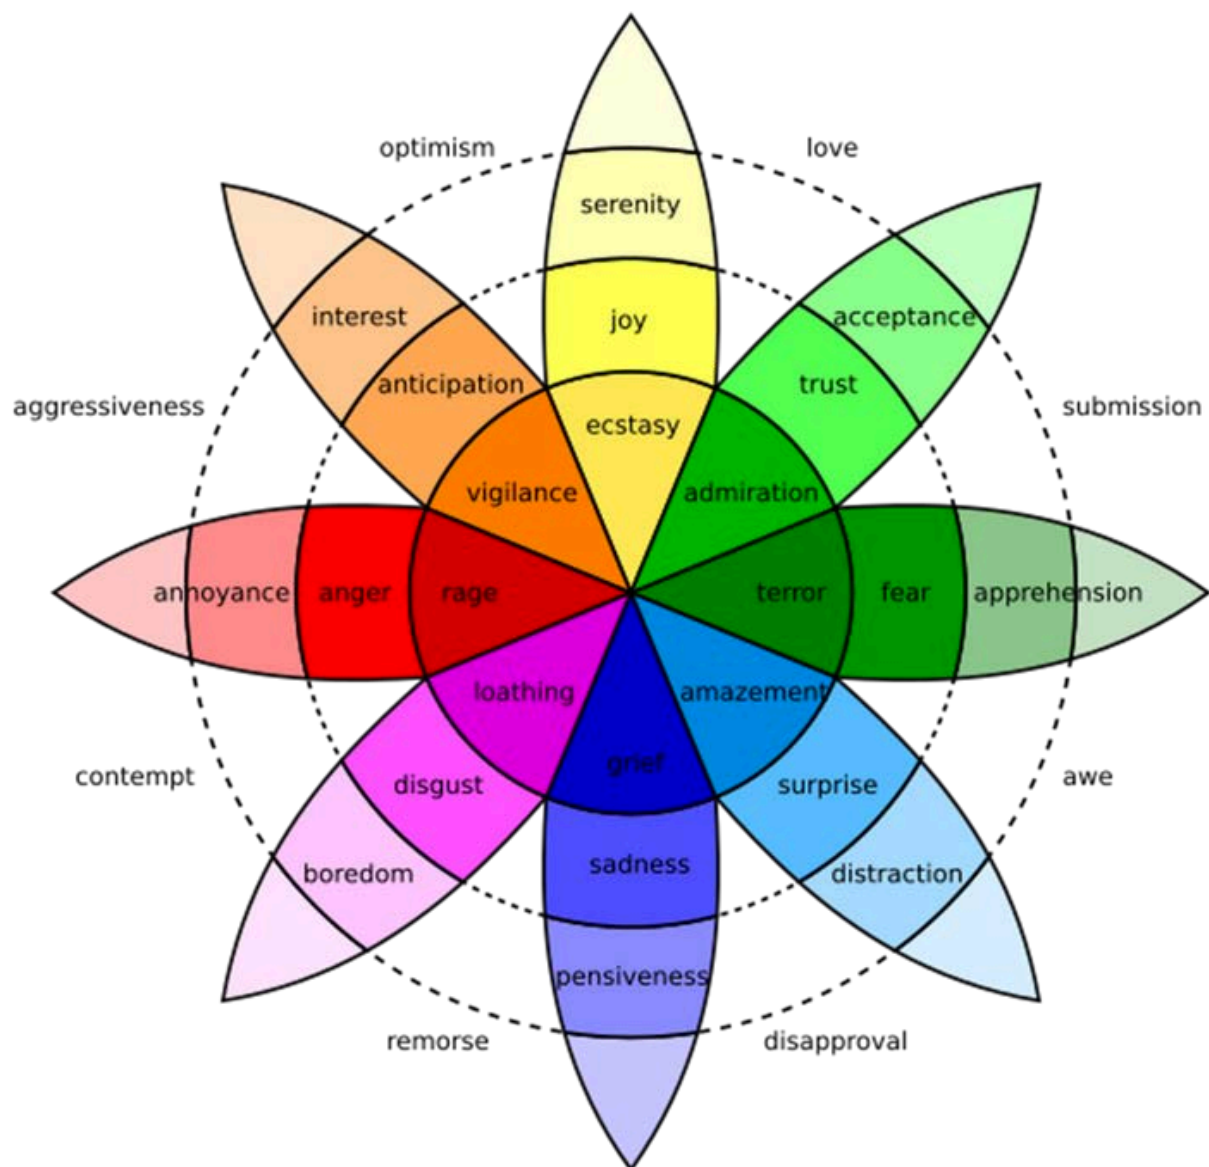 optimism
love
serenity
interest
joy
acceptance
anticipation
trust
aggressiveness
submission
ecstasy
vigilance
admiration
annoyance
anger
rage
terror
fear
apprehension
loathing
amazement
contempt
grief
awe
disgust
surprise
boredom
sadness
distraction
pensiveness
remorse
disapproval